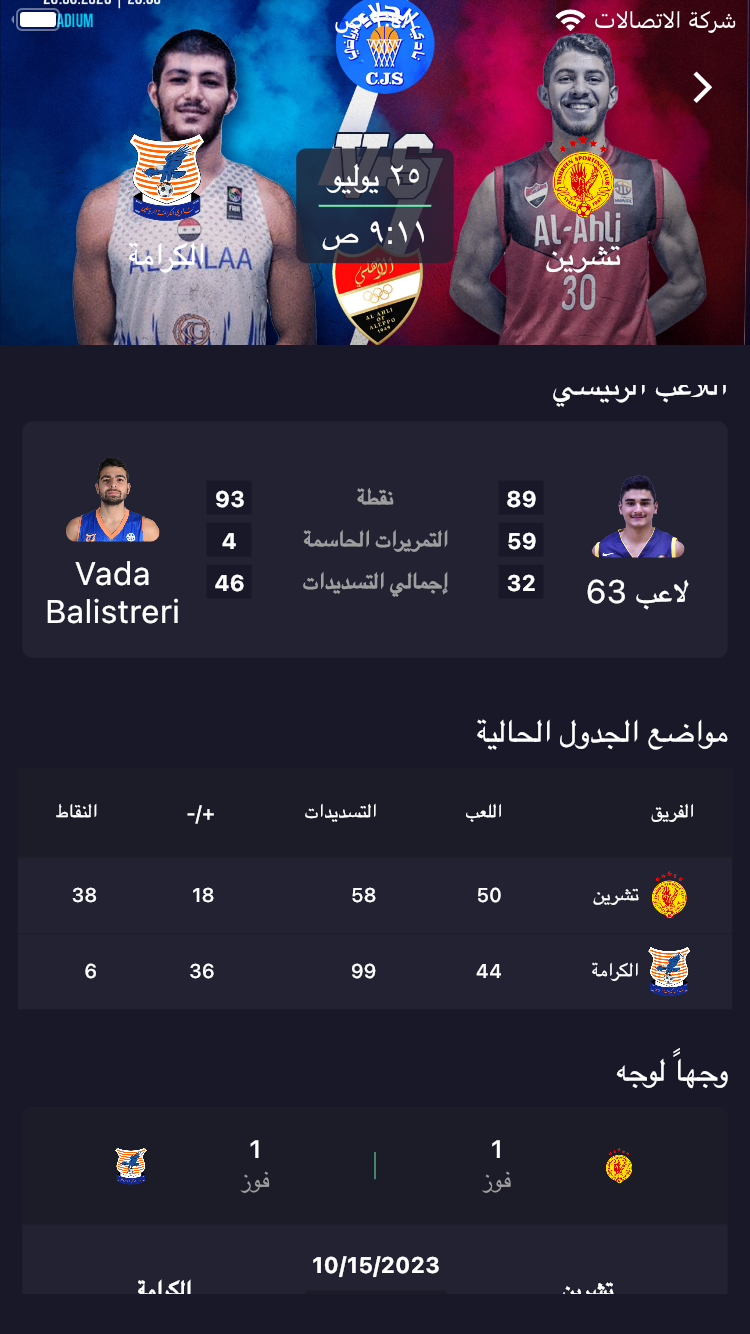 شركة الاتصالات
C.J.S
VS
٢٥ يوليو
٩:١١ ص
الكرامة
تشرين
AL-Ahli
30
الأهلي
AL AHLI
OF
ALEPPO
اللاعب الرئيسي
93 نقطة 89
4 التمريرات الحاسمة 59
46 إجمالي التسديدات 32
Vada
Balistreri
لاعب 63
مواضع الجدول الحالية
الفريق اللعب التسديدات +/- النقاط
تشرين 50 58 18 38
الكرامة 44 99 36 6
وجهاً لوجه
1 1
فوز فوز
10/15/2023
تشرين الكرامة